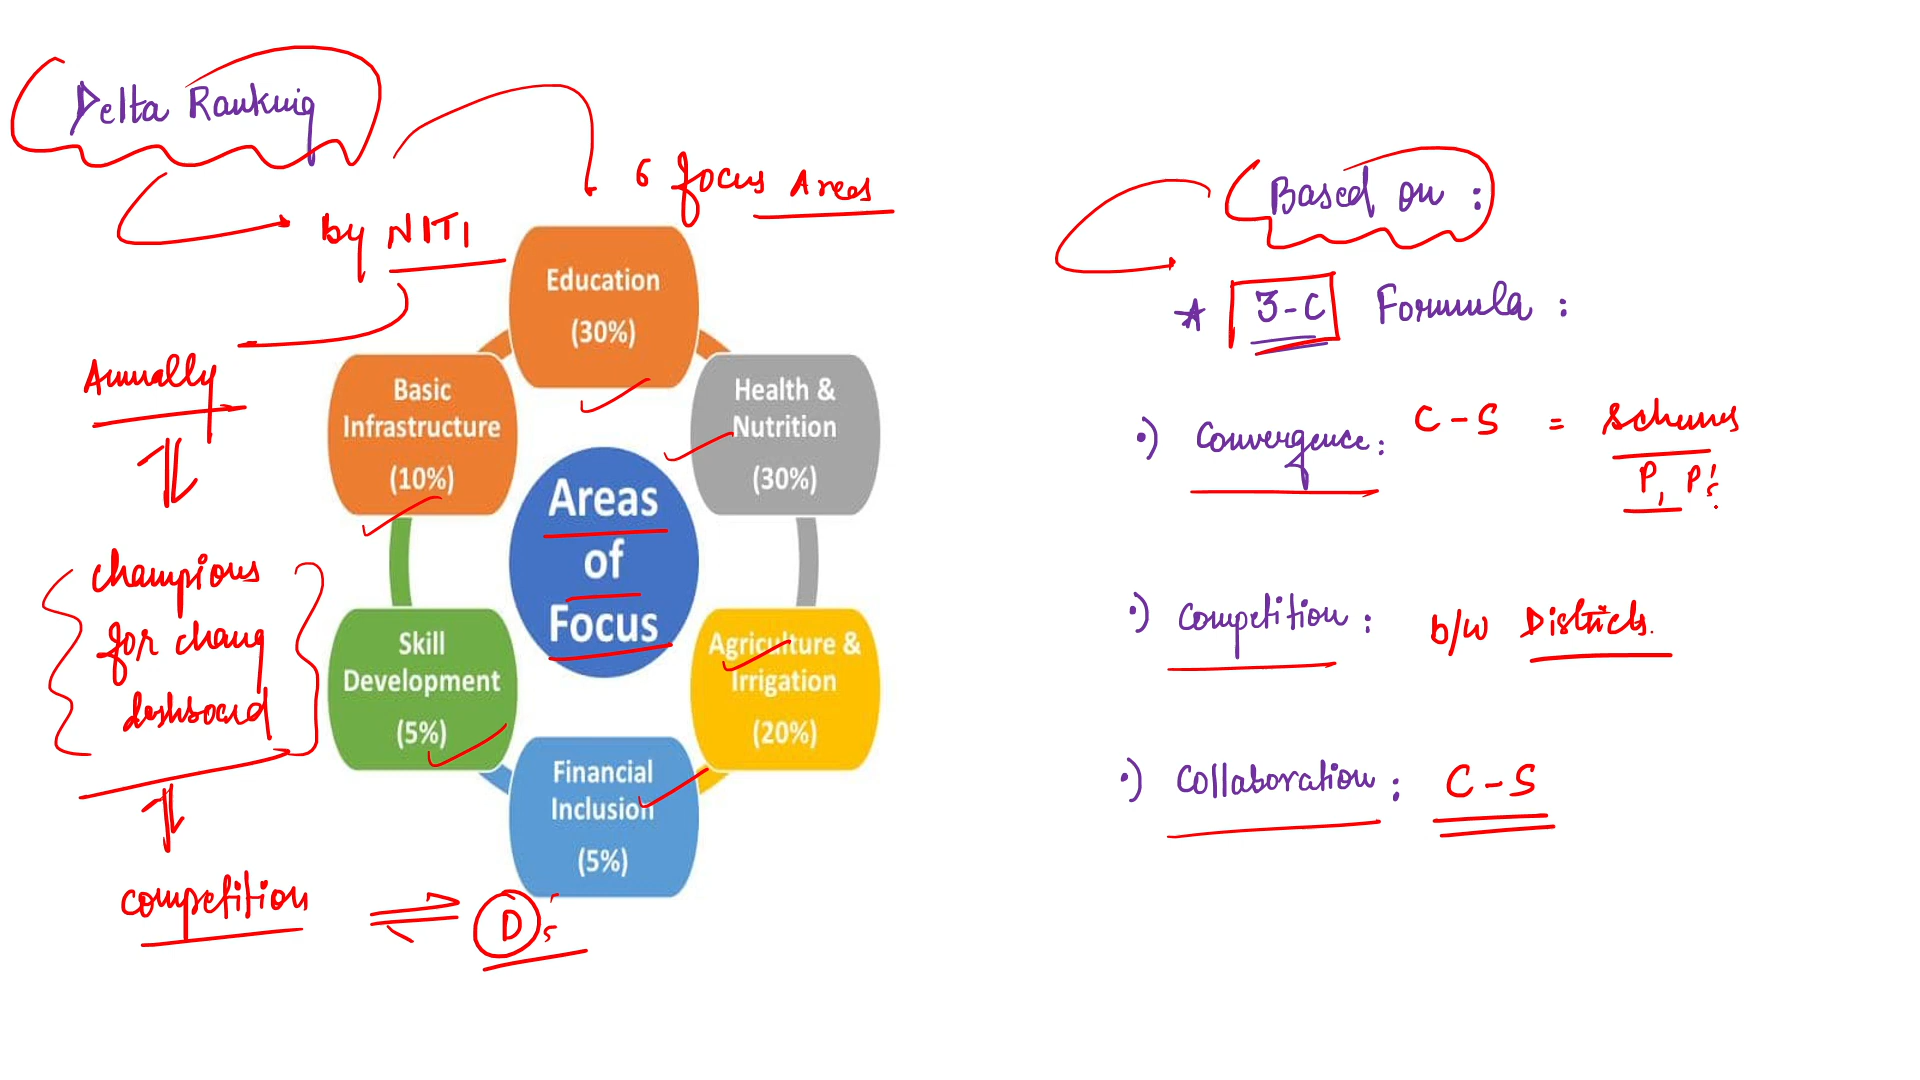 Delta Ranking
by NITI
6 focus Areas
Annually
champions
for chang
dashboard
competition
D's
Education
(30%)
Health &
Nutrition
(30%)
Agriculture &
Irrigation
(20%)
Financial
Inclusion
(5%)
Skill
Development
(5%)
Basic
Infrastructure
(10%)
Areas
of
Focus
Based on :
★ 3-C Formula :
•) Convergence : C - S = schemes
P, P's
•) Competition : b/w Districts.
•) Collaboration : C - S